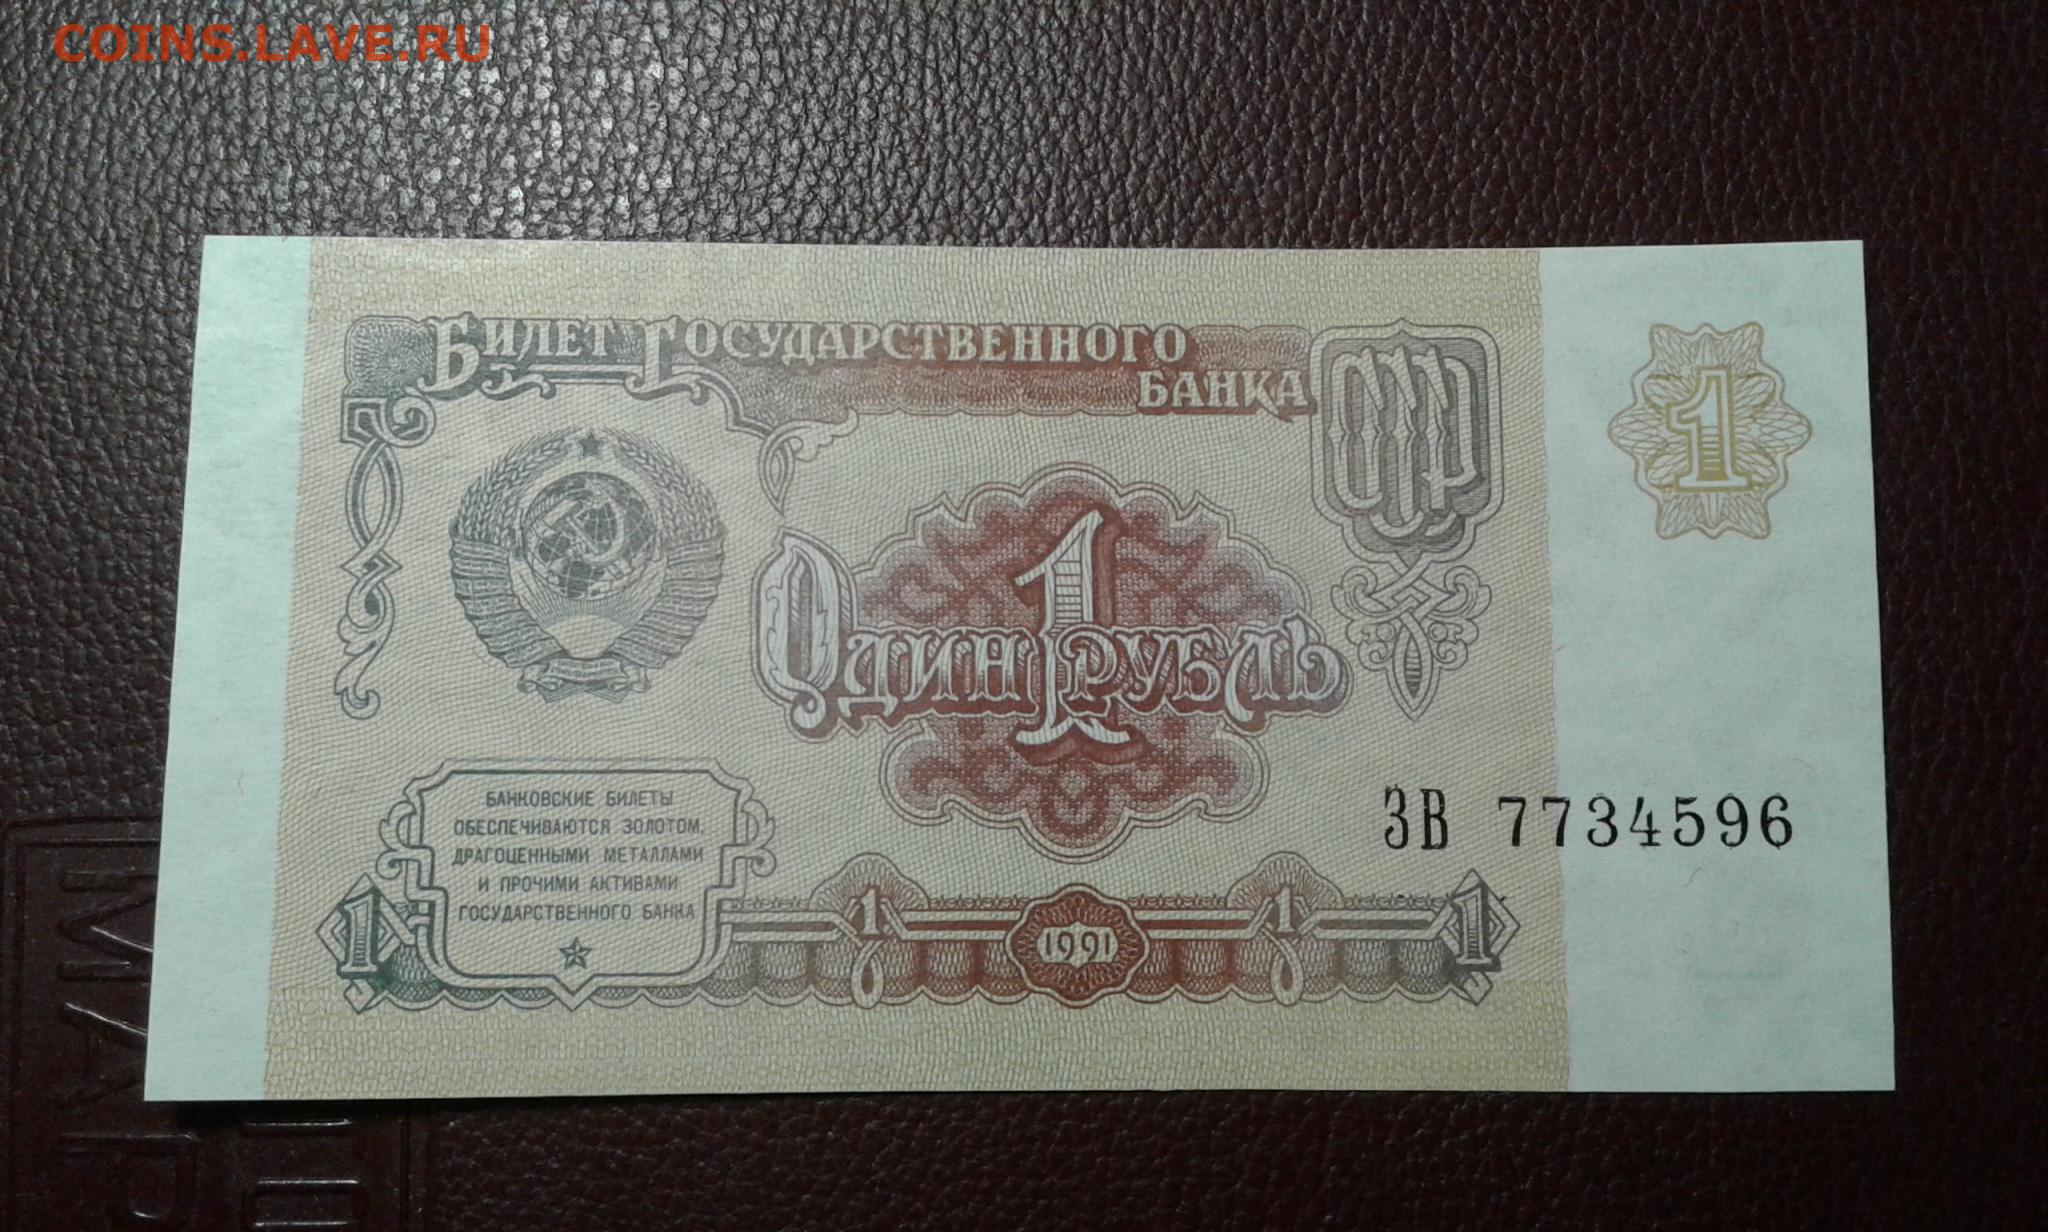 COINS.LAVE.RU
БИЛЕТ ГОСУДАРСТВЕННОГО
БАНКА
СССР
1
1
ОДИН РУБЛЬ
БАНКОВСКИЕ БИЛЕТЫ
ОБЕСПЕЧИВАЮТСЯ ЗОЛОТОМ,
ДРАГОЦЕННЫМИ МЕТАЛЛАМИ
И ПРОЧИМИ АКТИВАМИ
ГОСУДАРСТВЕННОГО БАНКА
ЗВ 7734596
1 1 1991 1 1